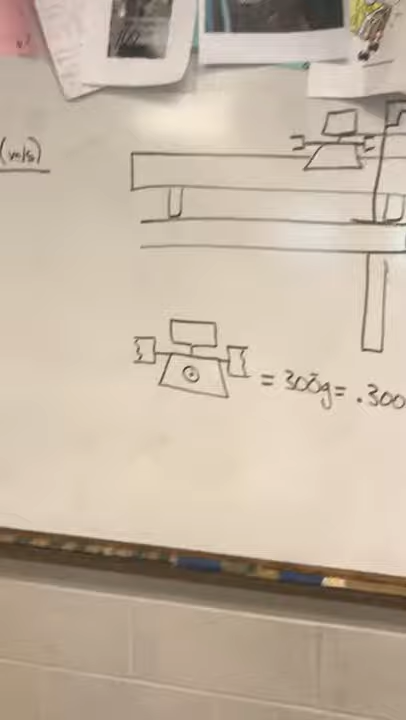 (m/s)
= 300g = .300